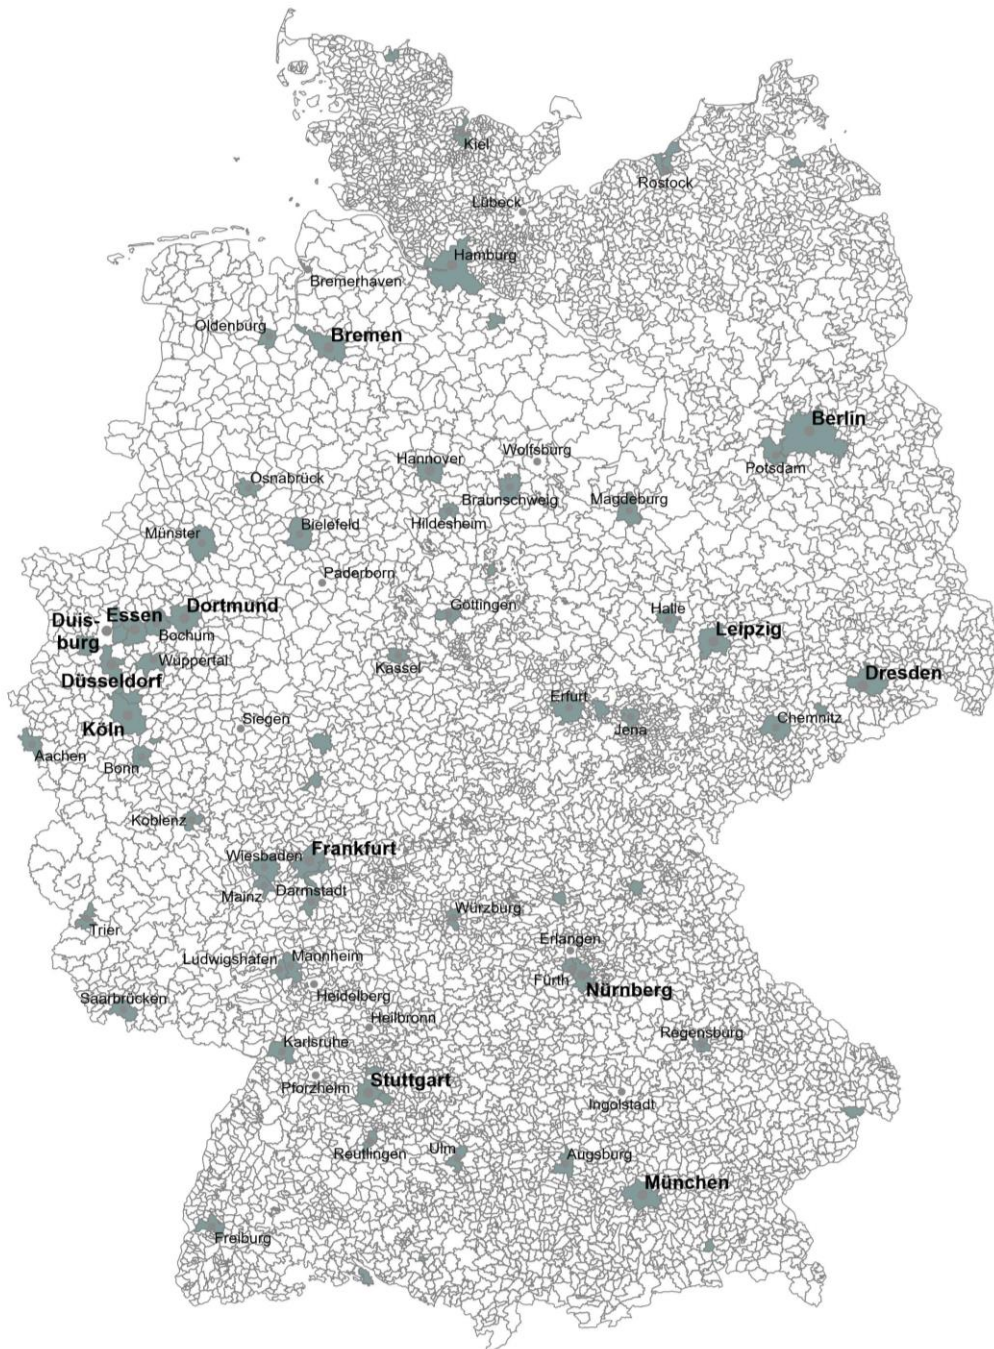 Kiel
Rostock
Lübeck
Hamburg
Bremerhaven
Oldenburg
Bremen
Berlin
Potsdam
Wolfsburg
Hannover
Osnabrück
Braunschweig
Magdeburg
Hildesheim
Bielefeld
Münster
Paderborn
Göttingen
Halle
Dortmund
Essen
Duis-
burg
Bochum
Leipzig
Wuppertal
Kassel
Düsseldorf
Dresden
Erfurt
Köln
Siegen
Jena
Chemnitz
Aachen
Bonn
Koblenz
Frankfurt
Wiesbaden
Darmstadt
Mainz
Würzburg
Trier
Erlangen
Mannheim
Ludwigshafen
Fürth
Nürnberg
Heidelberg
Saarbrücken
Heilbronn
Regensburg
Karlsruhe
Stuttgart
Pforzheim
Ingolstadt
Reutlingen
Ulm
Augsburg
München
Freiburg